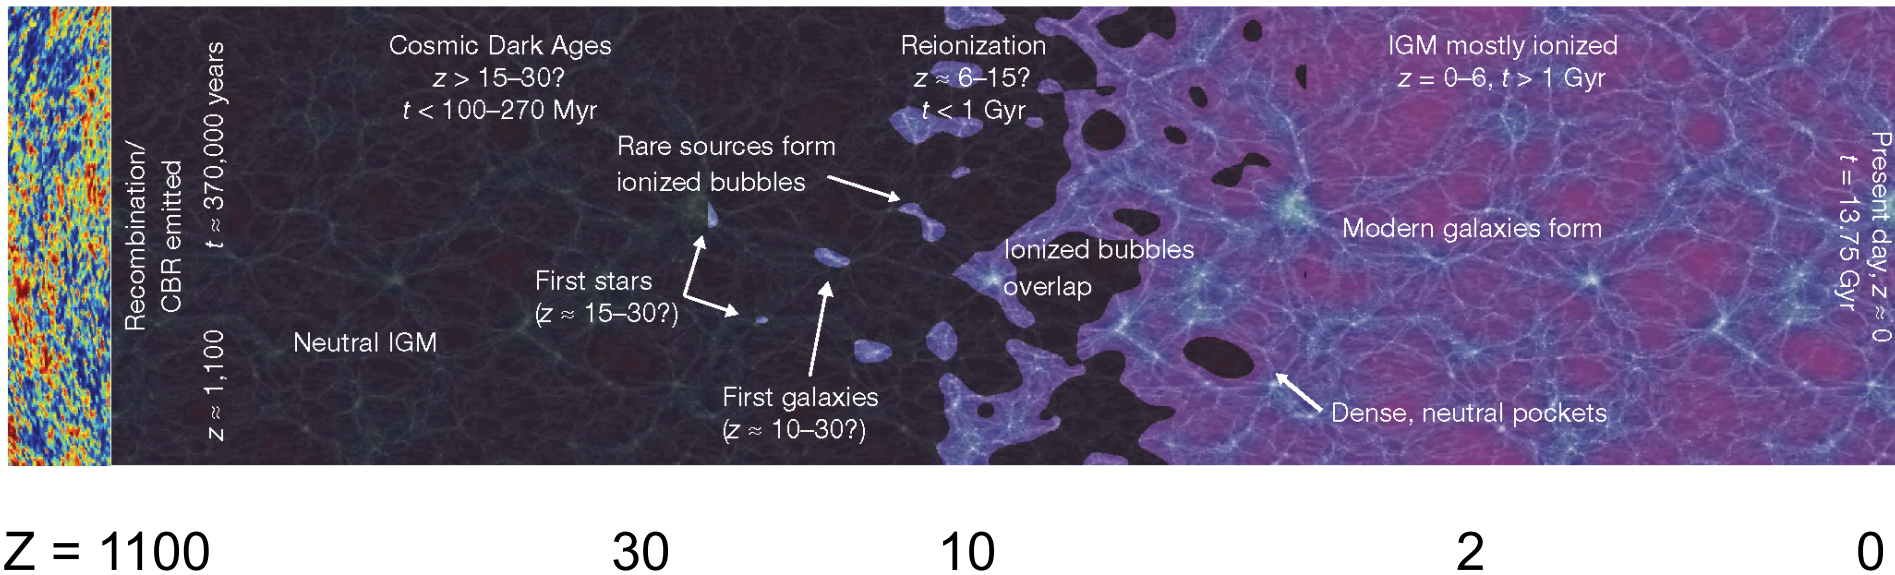 Recombination/
CBR emitted
z ≈ 1,100
t ≈ 370,000 years
Cosmic Dark Ages
z > 15–30?
t < 100–270 Myr
Neutral IGM
Rare sources form
ionized bubbles
First stars
(z ≈ 15–30?)
First galaxies
(z ≈ 10–30?)
Reionization
z ≈ 6–15?
t < 1 Gyr
Ionized bubbles
overlap
IGM mostly ionized
z = 0–6, t > 1 Gyr
Modern galaxies form
Dense, neutral pockets
Present day, z ≈ 0
t = 13.75 Gyr
Z = 1100 30 10 2 0